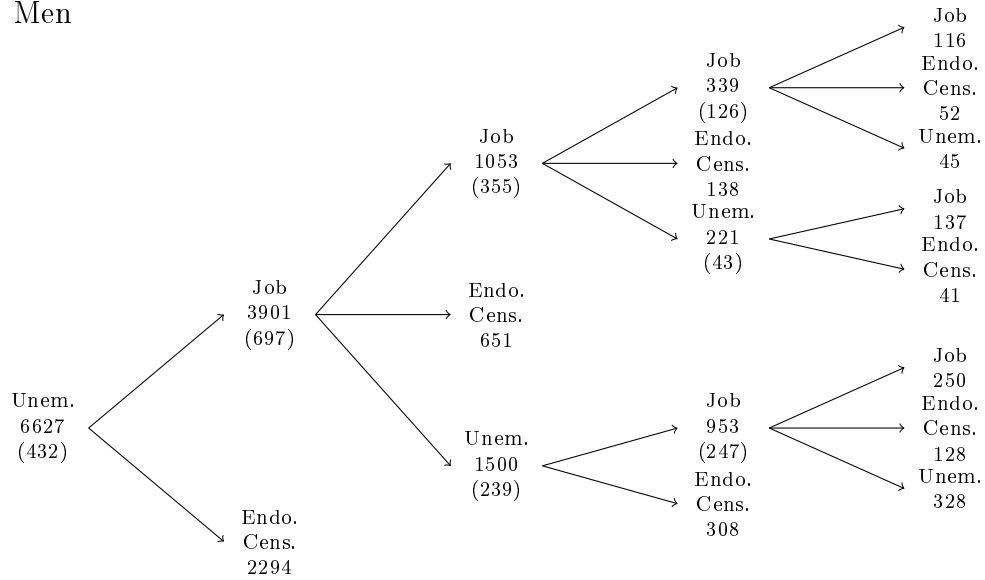 Men
Unem.
6627
(432)
Job
3901
(697)
Endo.
Cens.
2294
Job
1053
(355)
Endo.
Cens.
651
Unem.
1500
(239)
Job
339
(126)
Endo.
Cens.
138
Unem.
221
(43)
Job
953
(247)
Endo.
Cens.
308
Job
116
Endo.
Cens.
52
Unem.
45
Job
137
Endo.
Cens.
41
Job
250
Endo.
Cens.
128
Unem.
328